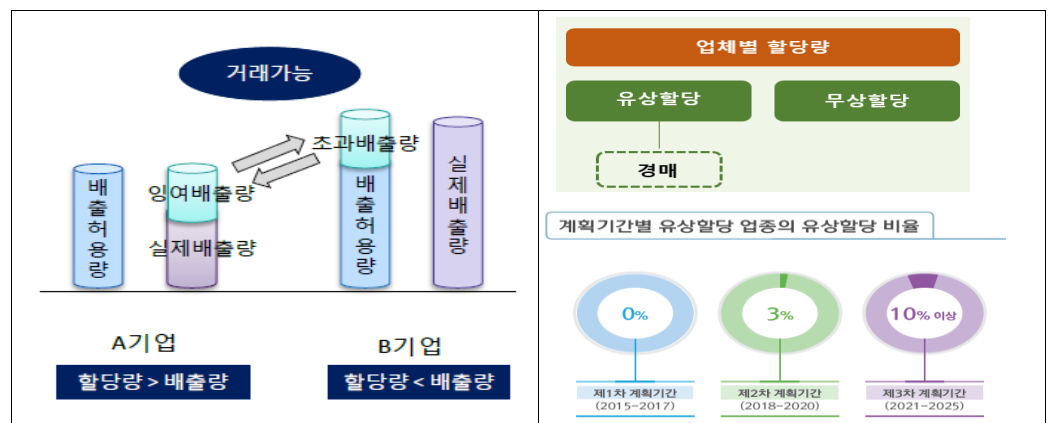 거래가능
배출허용량
잉여배출량
실제배출량
초과배출량
배출허용량
실제배출량
A기업
할당량 > 배출량
B기업
할당량 < 배출량
업체별 할당량
유상할당
무상할당
경매
계획기간별 유상할당 업종의 유상할당 비율
0%
3%
10% 이상
제1차 계획기간
(2015-2017)
제2차 계획기간
(2018-2020)
제3차 계획기간
(2021-2025)